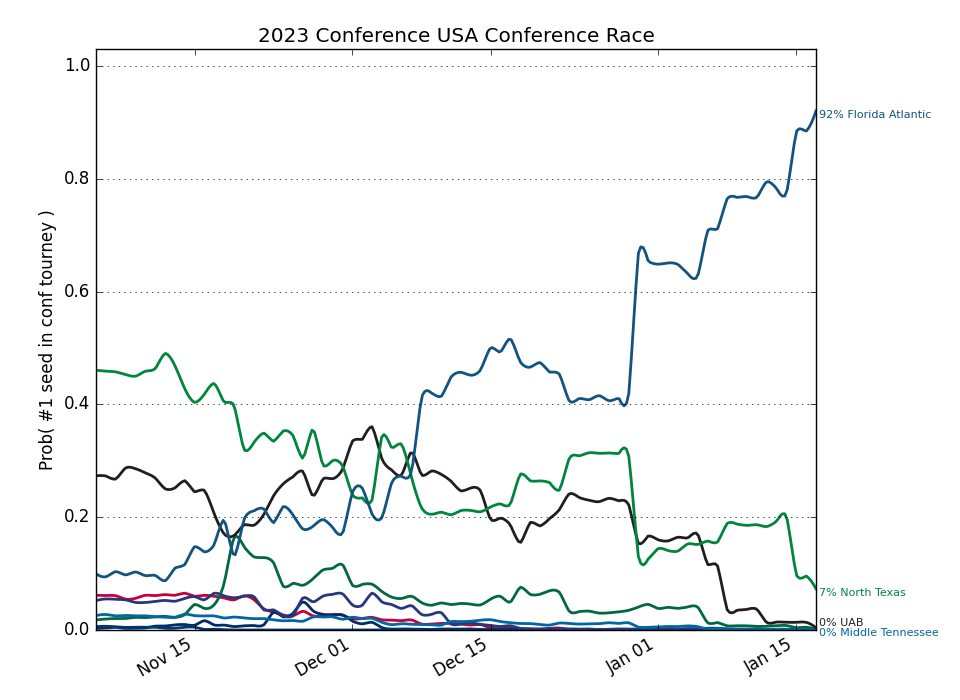 2023 Conference USA Conference Race
Prob( #1 seed in conf tourney )
1.0
0.8
0.6
0.4
0.2
0.0
Nov 15
Dec 01
Dec 15
Jan 01
Jan 15
92% Florida Atlantic
7% North Texas
0% UAB
0% Middle Tennessee